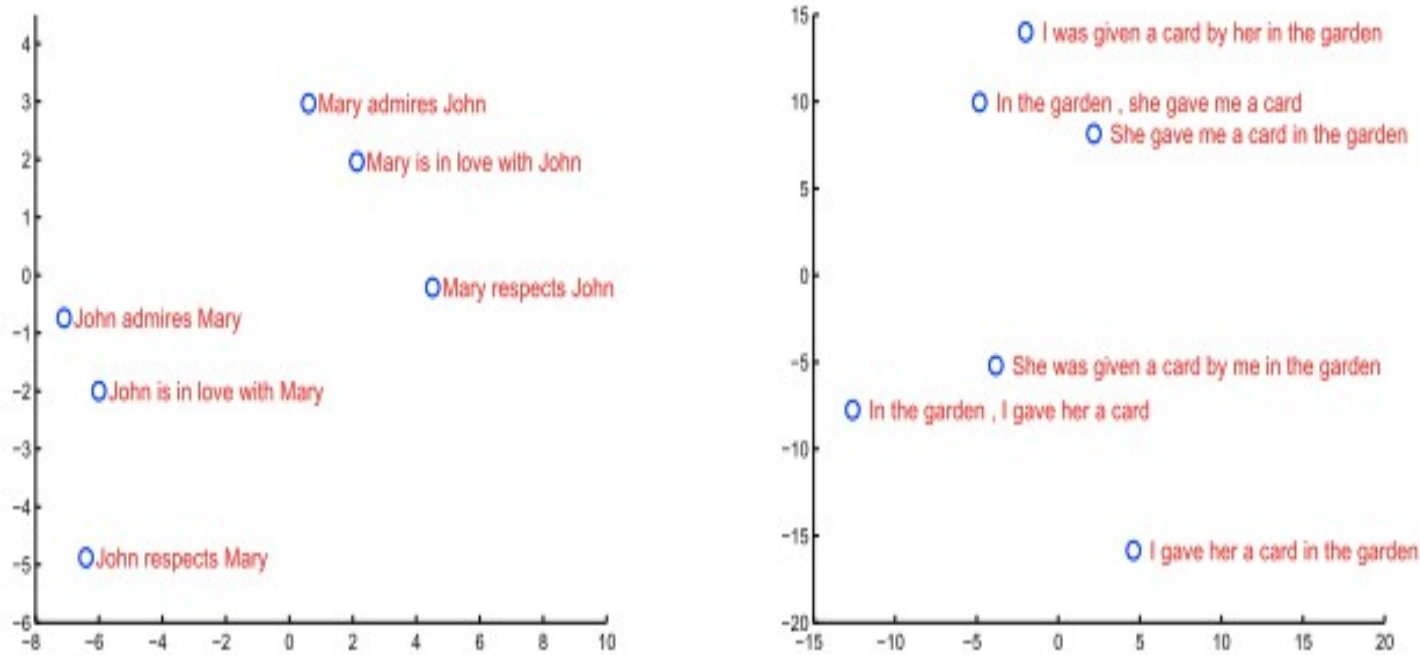 4
3
2
1
0
−1
−2
−3
−4
−5
−6
Mary admires John
Mary is in love with John
Mary respects John
John admires Mary
John is in love with Mary
John respects Mary
−8 −6 −4 −2 0 2 4 6 8 10
15
10
5
0
−5
−10
−15
−20
I was given a card by her in the garden
In the garden , she gave me a card
She gave me a card in the garden
She was given a card by me in the garden
In the garden , I gave her a card
I gave her a card in the garden
−15 −10 −5 0 5 10 15 20